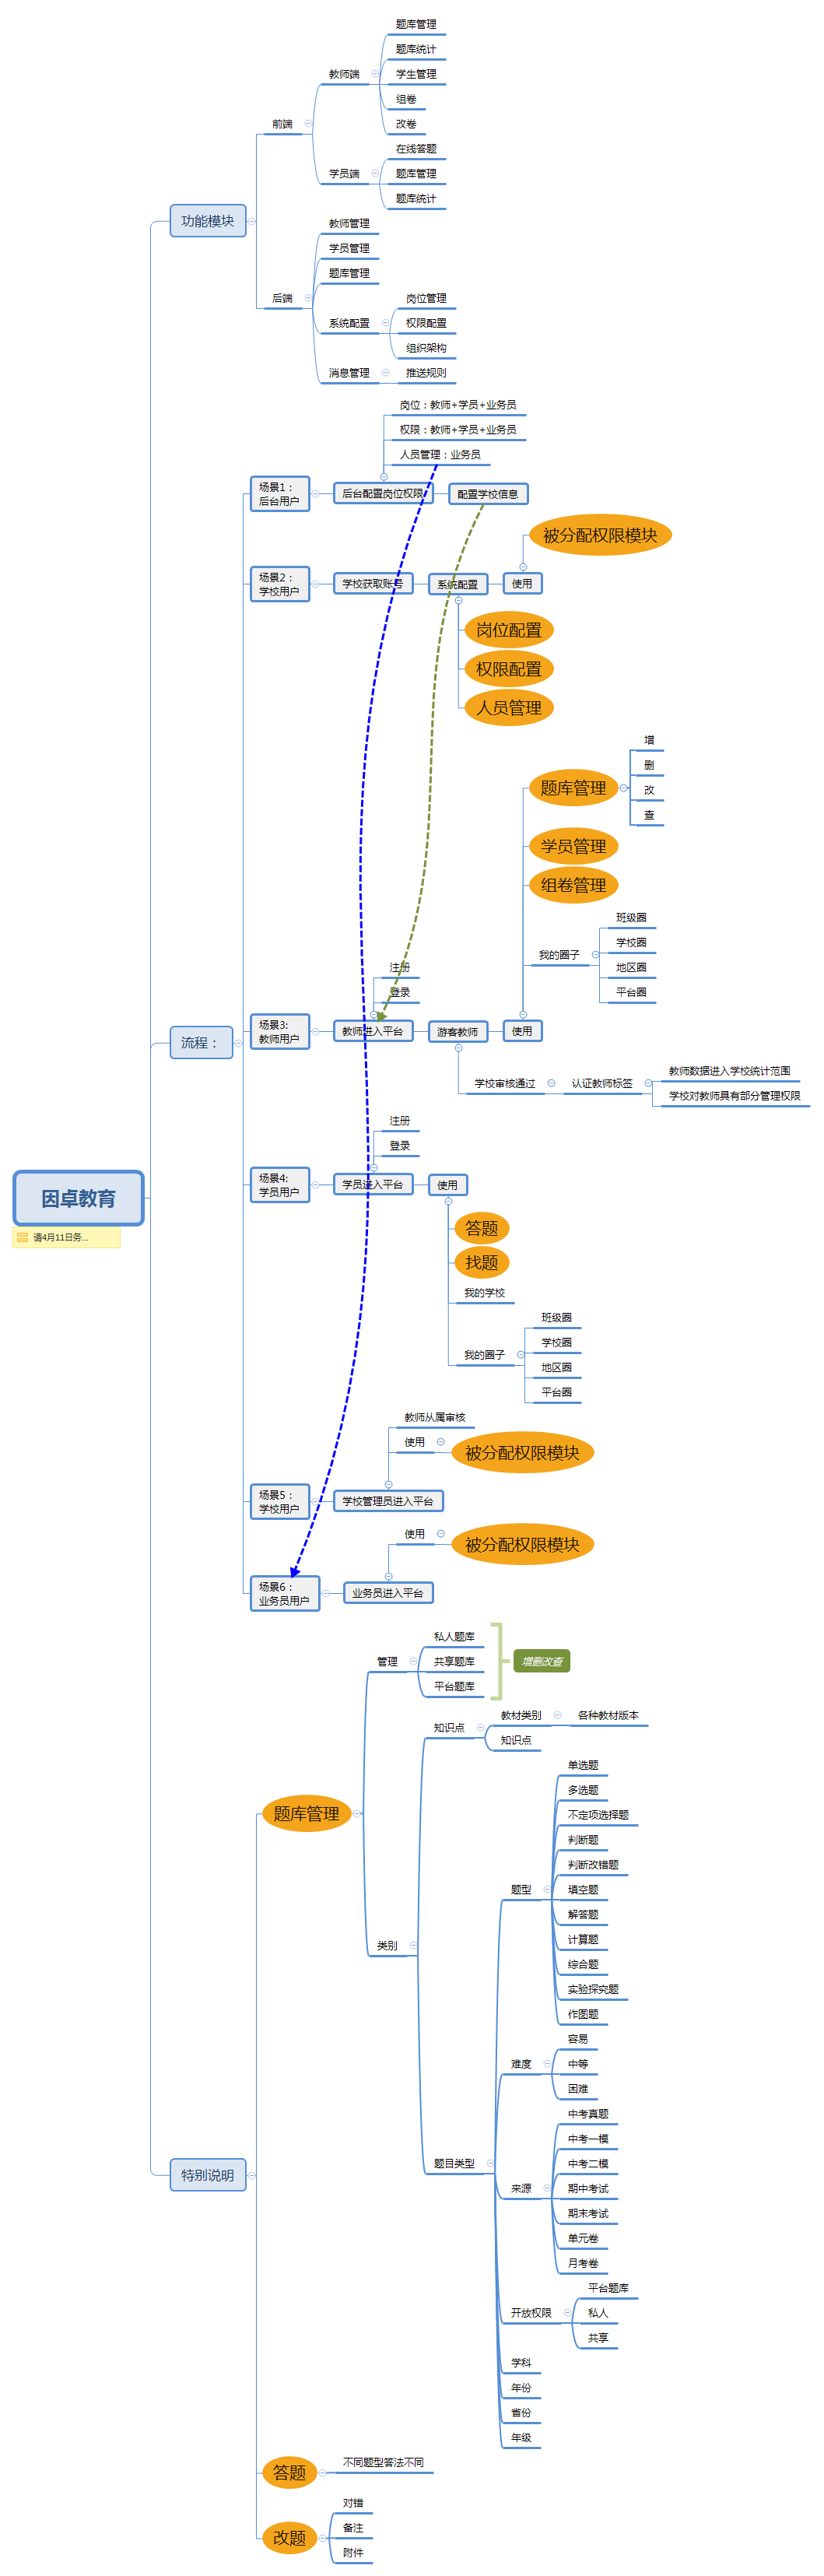 题库管理
题库统计
教师端
学生管理
组卷
前端
改卷
在线答题
学员端
题库管理
题库统计
功能模块
教师管理
学员管理
题库管理
后端
岗位管理
系统配置
权限配置
组织架构
消息管理
推送规则
岗位：教师+学员+业务员
权限：教师+学员+业务员
人员管理：业务员
场景1：
后台用户
后台配置岗位权限
配置学校信息
被分配权限模块
场景2：
学校用户
学校获取账号
系统配置
使用
岗位配置
权限配置
人员管理
增
删
改
查
题库管理
学员管理
组卷管理
我的圈子
班级圈
学校圈
地区圈
平台圈
注册
登录
场景3:
教师用户
教师进入平台
游客教师
使用
流程：
学校审核通过
认证教师标签
教师数据进入学校统计范围
学校对教师具有部分管理权限
注册
登录
场景4:
学员用户
学员进入平台
使用
因卓教育
请4月11日务...
答题
找题
我的学校
我的圈子
班级圈
学校圈
地区圈
平台圈
教师从属审核
使用
被分配权限模块
场景5：
学校用户
学校管理员进入平台
使用
被分配权限模块
场景6：
业务员用户
业务员进入平台
管理
私人题库
共享题库
平台题库
增删改查
知识点
教材类别
各种教材版本
知识点
题库管理
单选题
多选题
不定项选择题
判断题
判断改错题
题型
填空题
解答题
计算题
综合题
实验探究题
作图题
类别
难度
容易
中等
困难
题目类型
来源
中考真题
中考一模
中考二模
期中考试
期末考试
单元卷
月考卷
特别说明
开放权限
平台题库
私人
共享
学科
年份
省份
年级
答题
不同题型答法不同
改题
对错
备注
附件